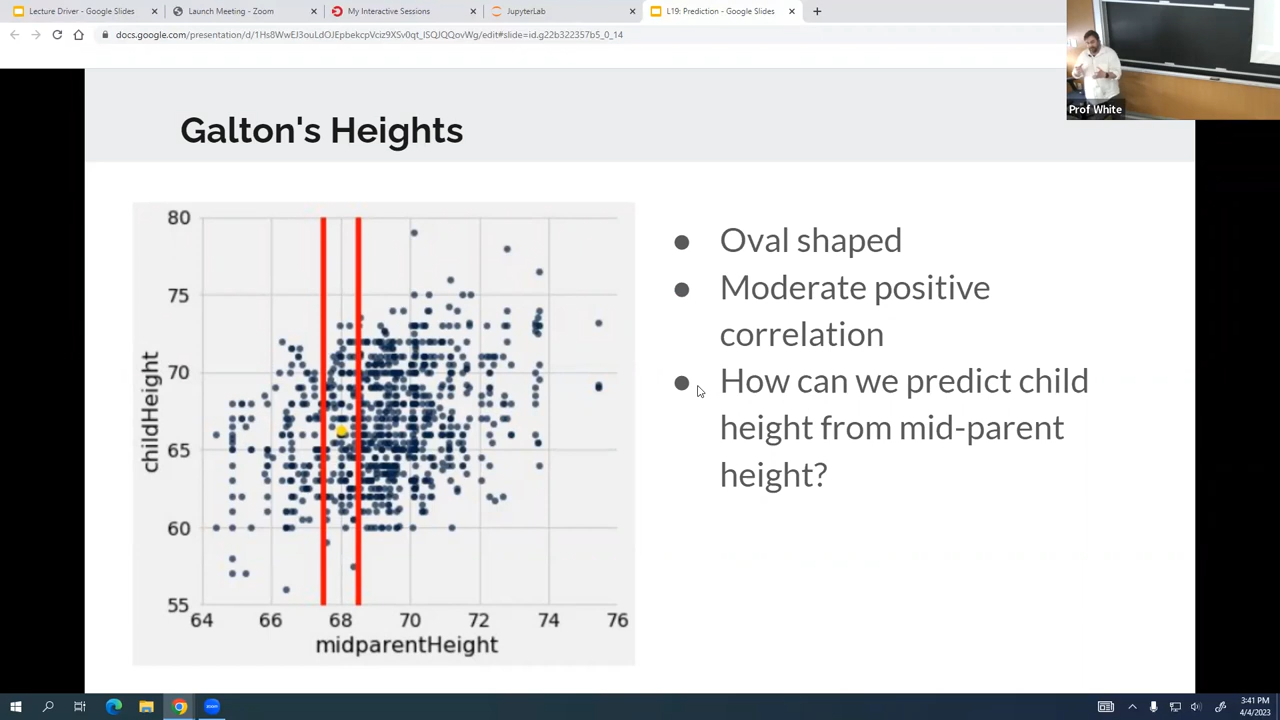 Lecture Driver - Google Slides
Launch Meeting - Zoom
My Interactive Sessions
JupyterLab
L19: Prediction - Google Slides
Prof White
Galton's Heights
80
75
70
65
60
55
childHeight
64 66 68 70 72 74 76
midparentHeight
● Oval shaped
● Moderate positive
correlation
● How can we predict child
height from mid-parent
height?
zoom
3:41 PM
4/4/2023